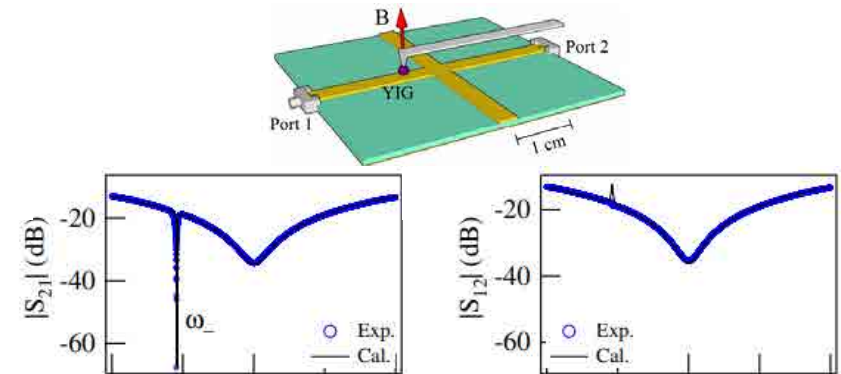 B
Port 2
YIG
Port 1
1 cm
|S21| (dB)
-20
-40
-60
ω_
Exp.
Cal.
|S12| (dB)
-20
-40
-60
Exp.
Cal.